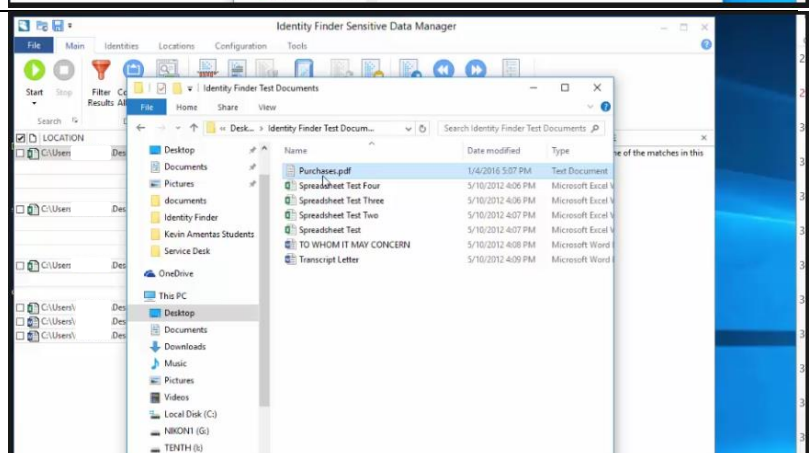 Identity Finder Sensitive Data Manager
File Main Identities Locations Configuration Tools
Start Stop Filter
Results
Search
Identity Finder Test Documents
File Home Share View
« Desk... > Identity Finder Test Docum...
Search Identity Finder Test Documents
LOCATION
Name Date modified Type
C:\Users Des
e of the matches in this
Desktop
Documents
Pictures
documents
Identity Finder
Kevin Amentas Students
Service Desk
OneDrive
This PC
Desktop
Documents
Downloads
Music
Pictures
Videos
Local Disk (C:)
NIKON1 (G:)
TENTH (I:)
Purchases.pdf 1/4/2016 5:07 PM Text Document
Spreadsheet Test Four 5/10/2012 4:06 PM Microsoft Excel
Spreadsheet Test Three 5/10/2012 4:06 PM Microsoft Excel
Spreadsheet Test Two 5/10/2012 4:07 PM Microsoft Excel
Spreadsheet Test 5/10/2012 4:07 PM Microsoft Excel
TO WHOM IT MAY CONCERN 5/10/2012 4:08 PM Microsoft Word
Transcript Letter 5/10/2012 4:09 PM Microsoft Word
C:\Users Des
C:\Users Des
C:\Users\ Des
C:\Users\ Des
C:\Users\ Des